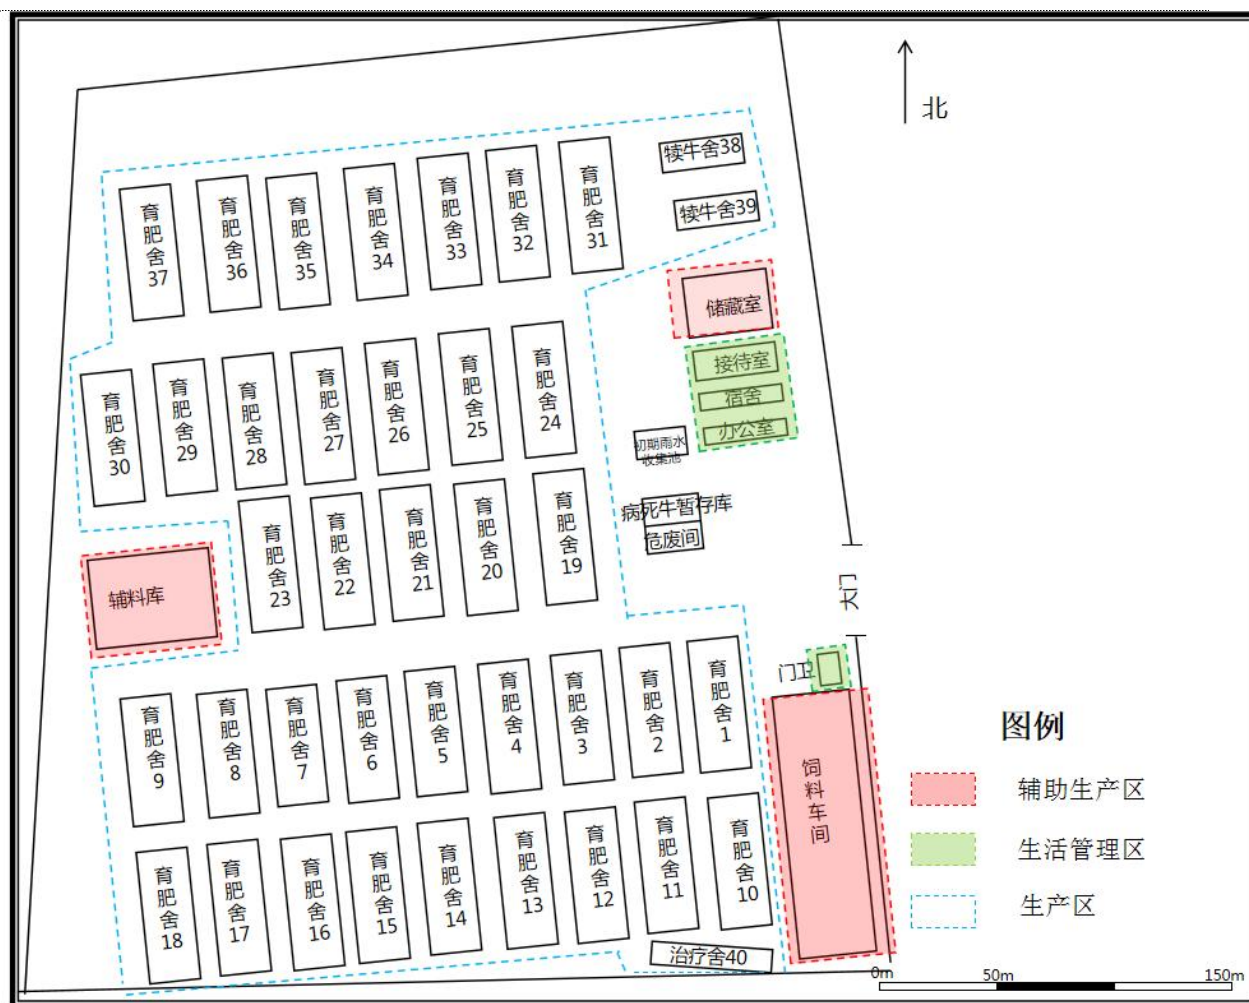 北
犊牛舍38
犊牛舍39
育肥舍37
育肥舍36
育肥舍35
育肥舍34
育肥舍33
育肥舍32
育肥舍31
储藏室
接待室
宿舍
办公室
初期雨水
收集池
病死牛暂存库
危废间
育肥舍30
育肥舍29
育肥舍28
育肥舍27
育肥舍26
育肥舍25
育肥舍24
辅料库
育肥舍23
育肥舍22
育肥舍21
育肥舍20
育肥舍19
大门
门卫
育肥舍9
育肥舍8
育肥舍7
育肥舍6
育肥舍5
育肥舍4
育肥舍3
育肥舍2
育肥舍1
饲料车间
育肥舍18
育肥舍17
育肥舍16
育肥舍15
育肥舍14
育肥舍13
育肥舍12
育肥舍11
育肥舍10
治疗舍40
图例
辅助生产区
生活管理区
生产区
0m
50m
150m